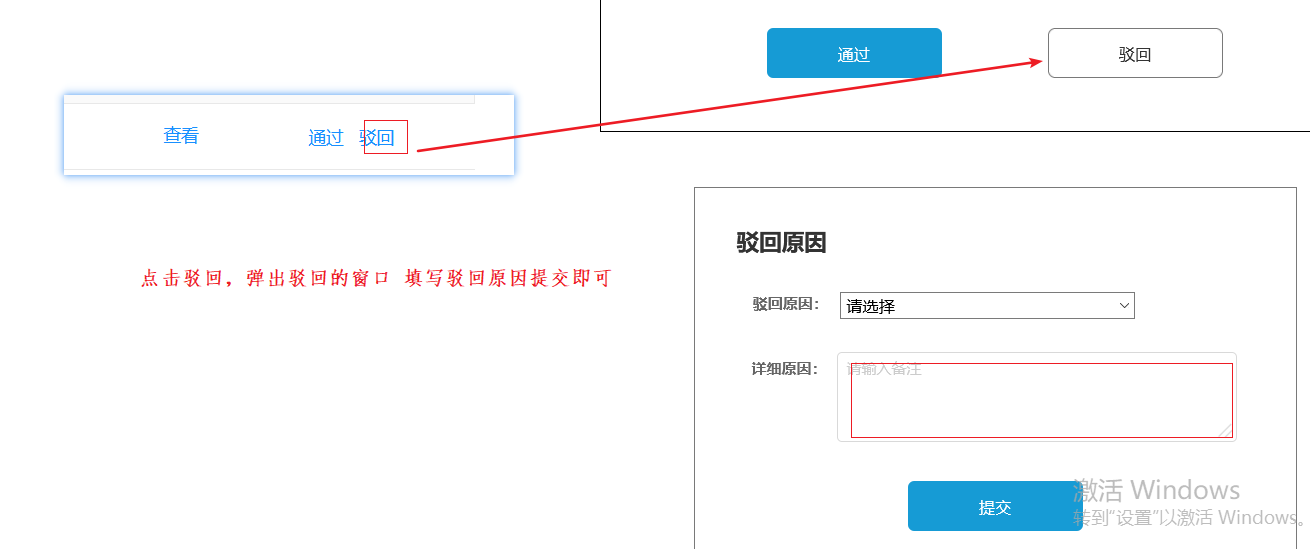 通过
驳回
查看
通过 驳回
点击驳回，弹出驳回的窗口 填写驳回原因提交即可
驳回原因
驳回原因：
请选择
详细原因：
请输入备注
提交
激活 Windows
转到"设置"以激活 Windows。